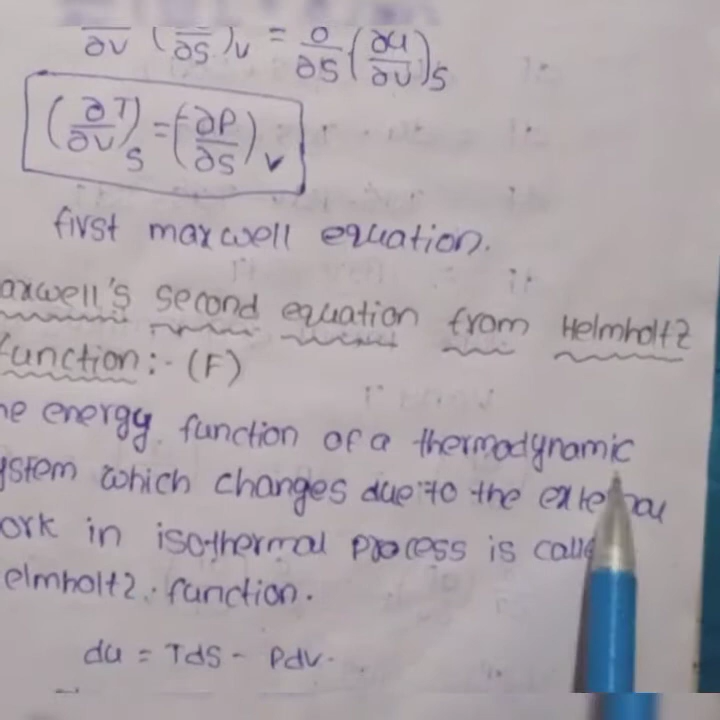 ∂V (∂S)V = ∂/∂S (∂U/∂V)S
(∂T/∂V)S = (-∂P/∂S)V
first maxwell equation.
axwell's second equation from Helmholtz
function:- (F)
he energy function of a thermodynamic
ystem which changes due to the external
ork in isothermal process is calle
elmholtz function.
du = Tds - Pdv.